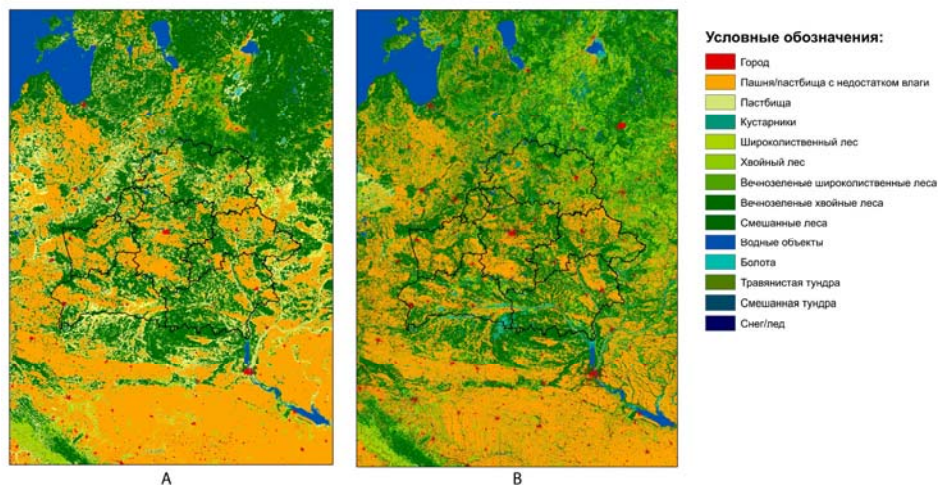 Условные обозначения:
Город
Пашня/пастбища с недостатком влаги
Пастбища
Кустарники
Широколиственный лес
Хвойный лес
Вечнозеленые широколиственные леса
Вечнозеленые хвойные леса
Смешанные леса
Водные объекты
Болота
Травянистая тундра
Смешанная тундра
Снег/лед
A
B